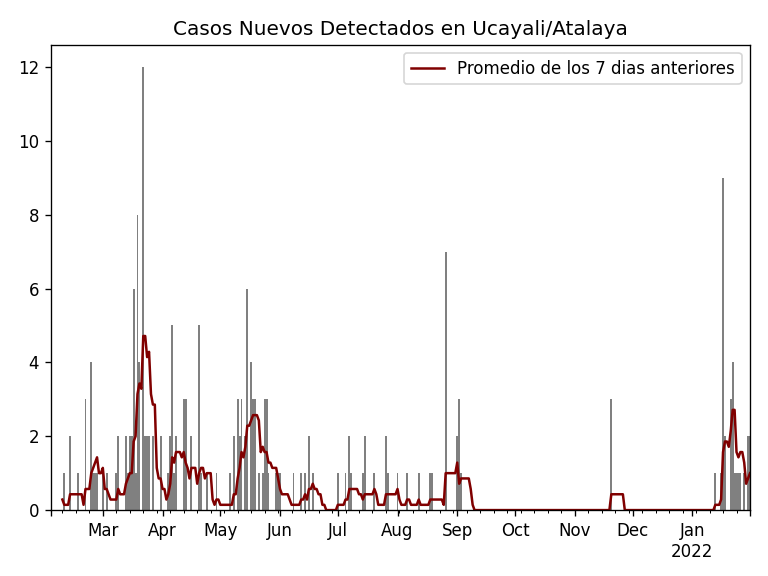 Casos Nuevos Detectados en Ucayali/Atalaya
Promedio de los 7 dias anteriores
12
10
8
6
4
2
0
Mar Apr May Jun Jul Aug Sep Oct Nov Dec Jan
2022